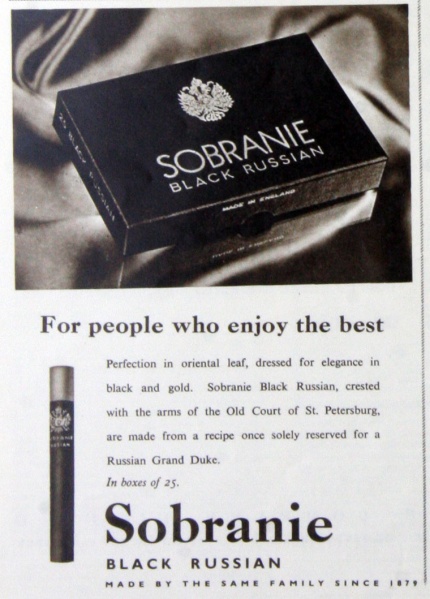 SOBRANIE
BLACK RUSSIAN
25 BLACK RUSSIAN
MADE IN ENGLAND
For people who enjoy the best
Perfection in oriental leaf, dressed for elegance in
black and gold. Sobranie Black Russian, crested
with the arms of the Old Court of St. Petersburg,
are made from a recipe once solely reserved for a
Russian Grand Duke.
In boxes of 25.
Sobranie
BLACK RUSSIAN
MADE BY THE SAME FAMILY SINCE 1879